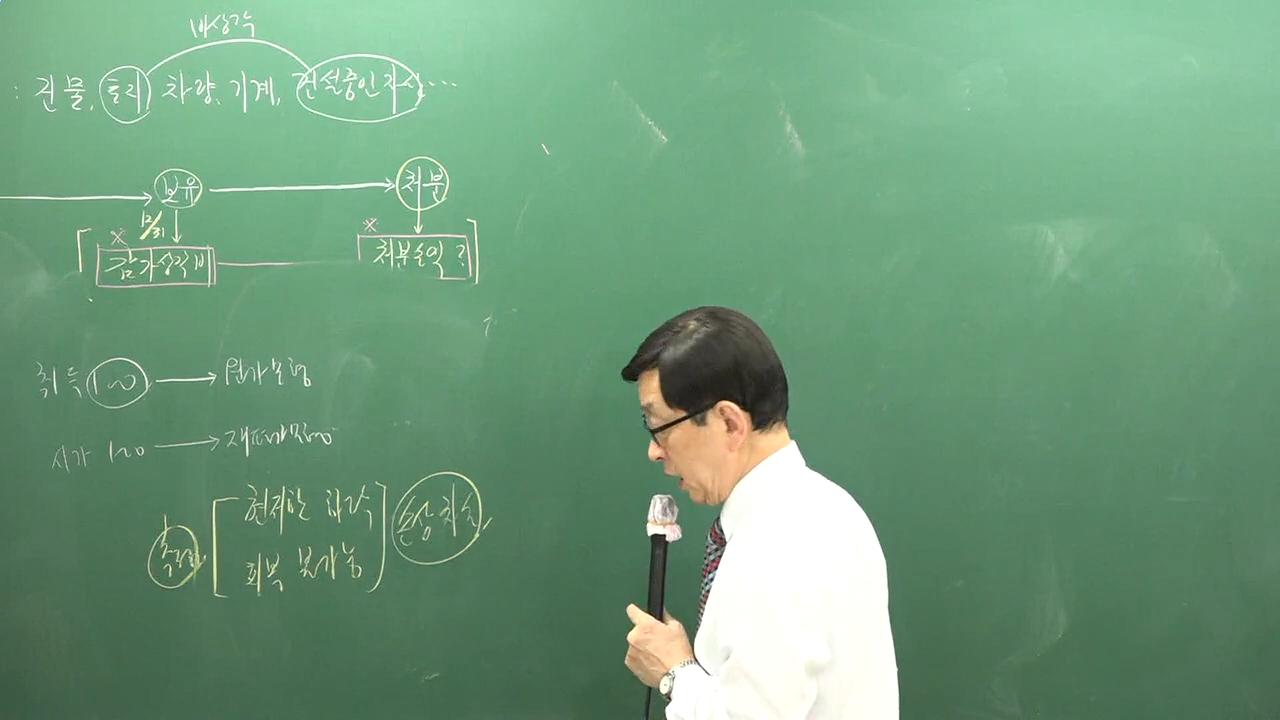 비상각
: 건물, 토지, 차량, 기계, 건설중인자산...
보유 처분
12/31
※ ※
감가상각비 처분손익 ?
취득 100 → 원가모형
시가 120 → 재평가모형
현저한 하락 손상차손
회복 불가능